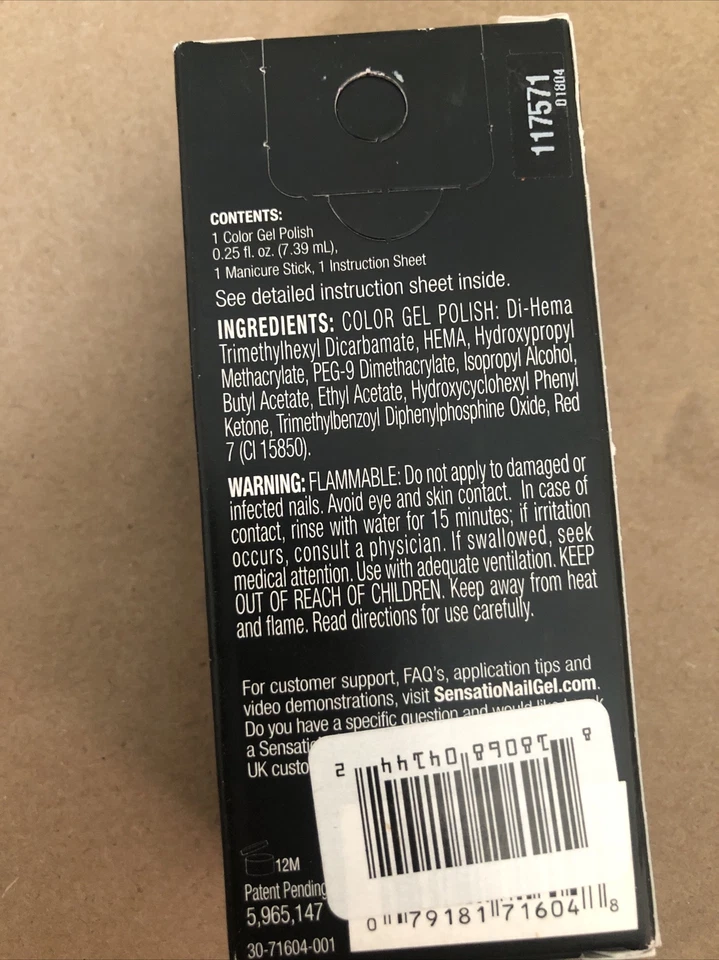 117571
01804
CONTENTS:
1 Color Gel Polish
0.25 fl. oz. (7.39 mL),
1 Manicure Stick, 1 Instruction Sheet
See detailed instruction sheet inside.
INGREDIENTS: COLOR GEL POLISH: Di-Hema
Trimethylhexyl Dicarbamate, HEMA, Hydroxypropyl
Methacrylate, PEG-9 Dimethacrylate, Isopropyl Alcohol,
Butyl Acetate, Ethyl Acetate, Hydroxycyclohexyl Phenyl
Ketone, Trimethylbenzoyl Diphenylphosphine Oxide, Red
7 (CI 15850).
WARNING: FLAMMABLE: Do not apply to damaged or
infected nails. Avoid eye and skin contact. In case of
contact, rinse with water for 15 minutes; if irritation
occurs, consult a physician. If swallowed, seek
medical attention. Use with adequate ventilation. KEEP
OUT OF REACH OF CHILDREN. Keep away from heat
and flame. Read directions for use carefully.
For customer support, FAQ's, application tips and
video demonstrations, visit SensatioNailGel.com.
Do you have a specific question and would
a
UK
12M
Patent Pending
5,965,147
30-71604-001
0 79181 71604 8